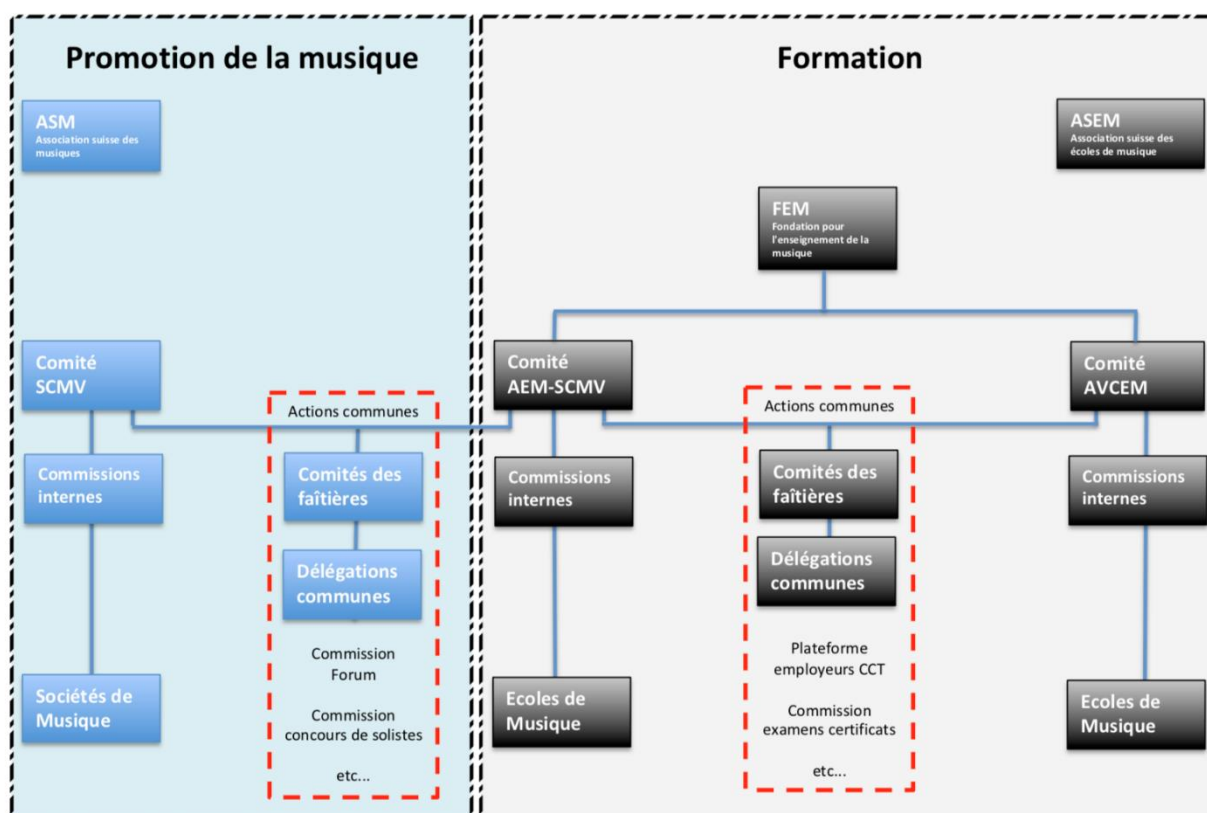 Promotion de la musique
ASM
Association suisse des
musiques
Comité
SCMV
Commissions
internes
Sociétés de
Musique
Actions communes
Comités des
faîtières
Délégations
communes
Commission
Forum
Commission
concours de solistes
etc...
Formation
ASEM
Association suisse des
écoles de musique
FEM
Fondation pour
l'enseignement de la
musique
Comité
AEM-SCMV
Commissions
internes
Ecoles de
Musique
Actions communes
Comités des
faîtières
Délégations
communes
Plateforme
employeurs CCT
Commission
examens certificats
etc...
Comité
AVCEM
Commissions
internes
Ecoles de
Musique